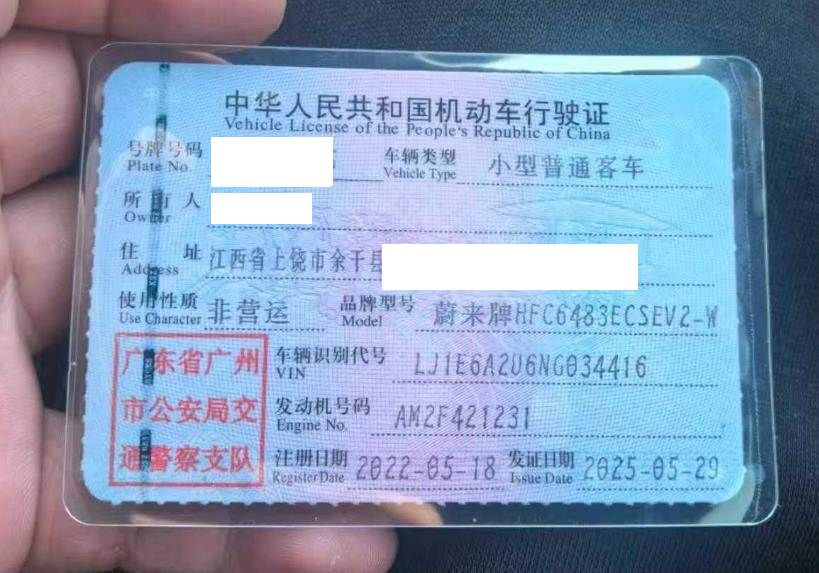 中华人民共和国机动车行驶证
Vehicle License of the People's Republic of China
号牌号码 车辆类型 小型普通客车
Plate No. Vehicle Type
所有人
Owner
住址 江西省上饶市余干县
Address
使用性质 非营运 品牌型号 蔚来牌HFC6483ECSEV2-W
Use Character Model
广东省广州 车辆识别代号 LJ1E6A2U6NG034416
VIN
市公安局交 发动机号码 AM2F421231
Engine No.
通警察支队 注册日期 2022-05-18 发证日期 2025-05-29
Register Date Issue Date